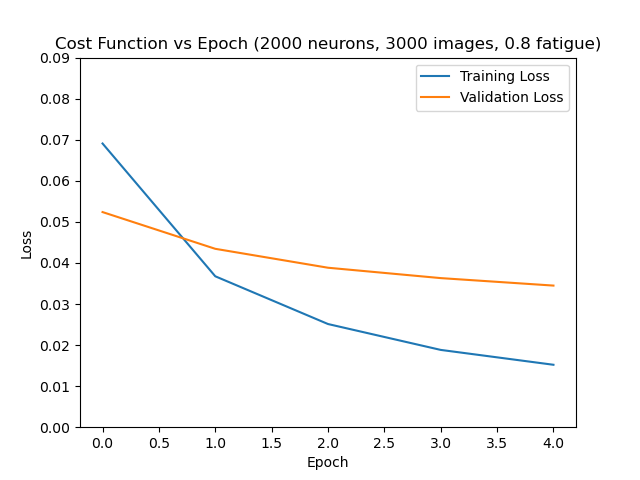 Cost Function vs Epoch (2000 neurons, 3000 images, 0.8 fatigue)
Training Loss
Validation Loss
0.09
0.08
0.07
0.06
0.05
0.04
0.03
0.02
0.01
0.00
Loss
0.0 0.5 1.0 1.5 2.0 2.5 3.0 3.5 4.0
Epoch